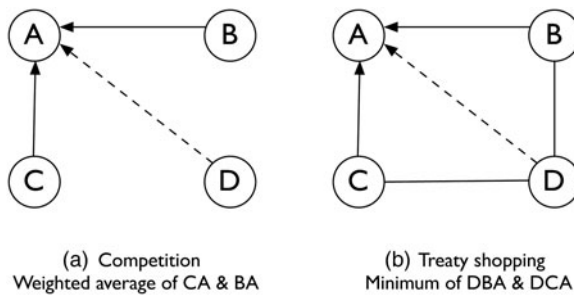 A B A B
C D C D
(a) Competition (b) Treaty shopping
Weighted average of CA & BA Minimum of DBA & DCA